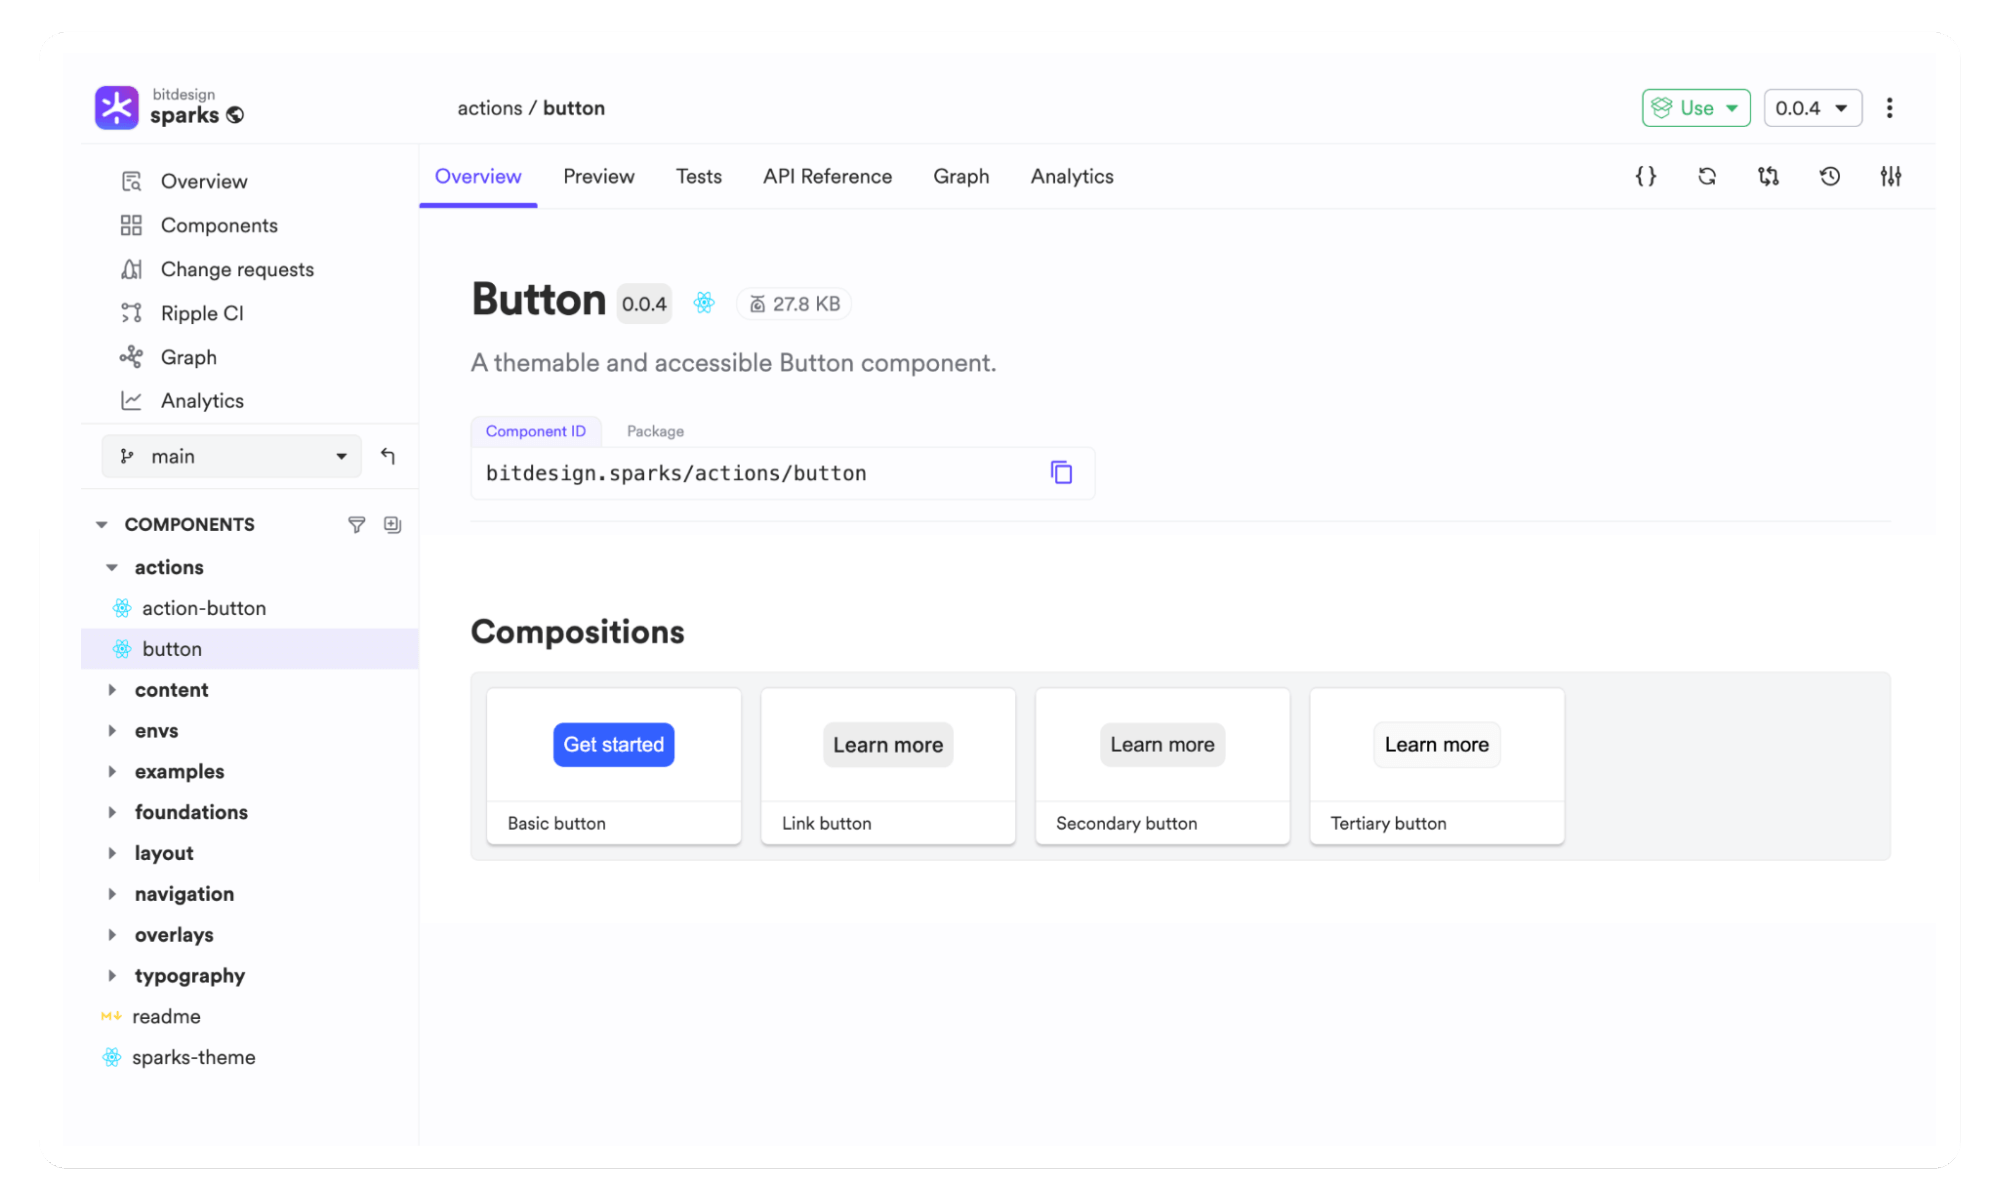 bitdesign
sparks
actions / button
Use
0.0.4
Overview
Components
Change requests
Ripple CI
Graph
Analytics
main
COMPONENTS
actions
action-button
button
content
envs
examples
foundations
layout
navigation
overlays
typography
M↓ readme
sparks-theme
Overview Preview Tests API Reference Graph Analytics
{ }
Button 0.0.4 27.8 KB
A themable and accessible Button component.
Component ID Package
bitdesign.sparks/actions/button
Compositions
Get started
Basic button
Learn more
Link button
Learn more
Secondary button
Learn more
Tertiary button